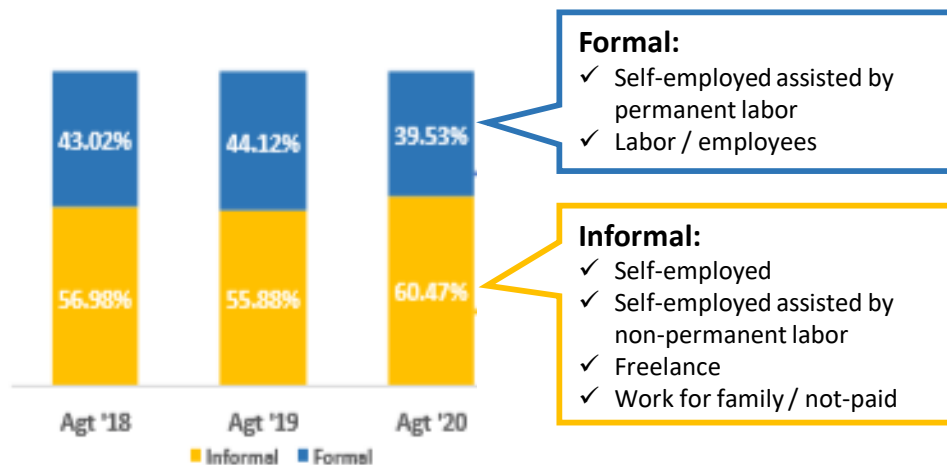 43.02%
44.12%
39.53%
56.98%
55.88%
60.47%
Agt '18
Agt '19
Agt '20
Informal
Formal
Formal:
✓ Self-employed assisted by
permanent labor
✓ Labor / employees
Informal:
✓ Self-employed
✓ Self-employed assisted by
non-permanent labor
✓ Freelance
✓ Work for family / not-paid